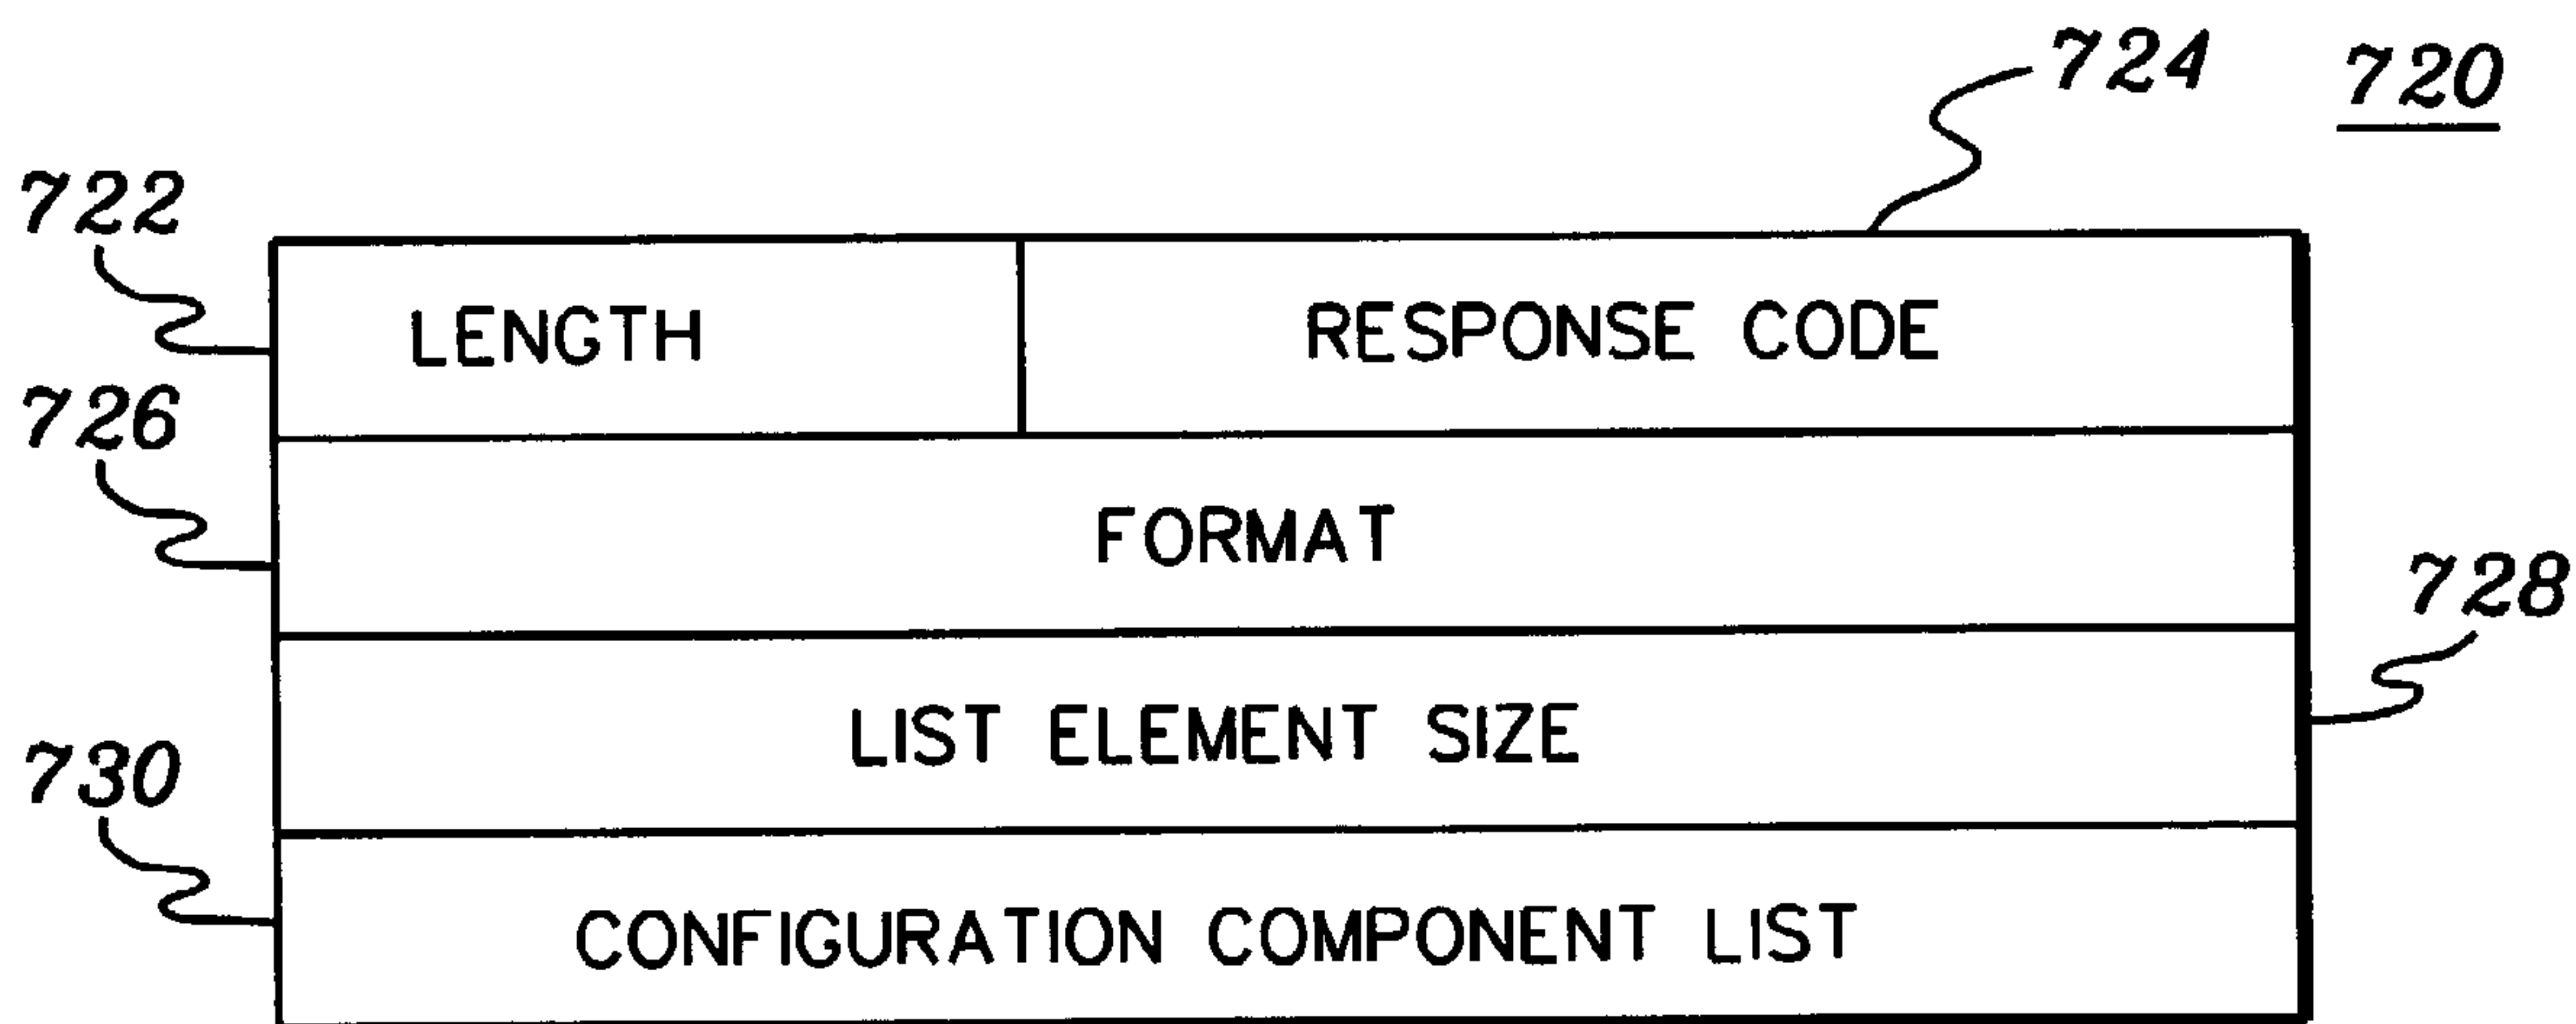 724 720
722
LENGTH RESPONSE CODE
726
FORMAT
728
LIST ELEMENT SIZE
730
CONFIGURATION COMPONENT LIST